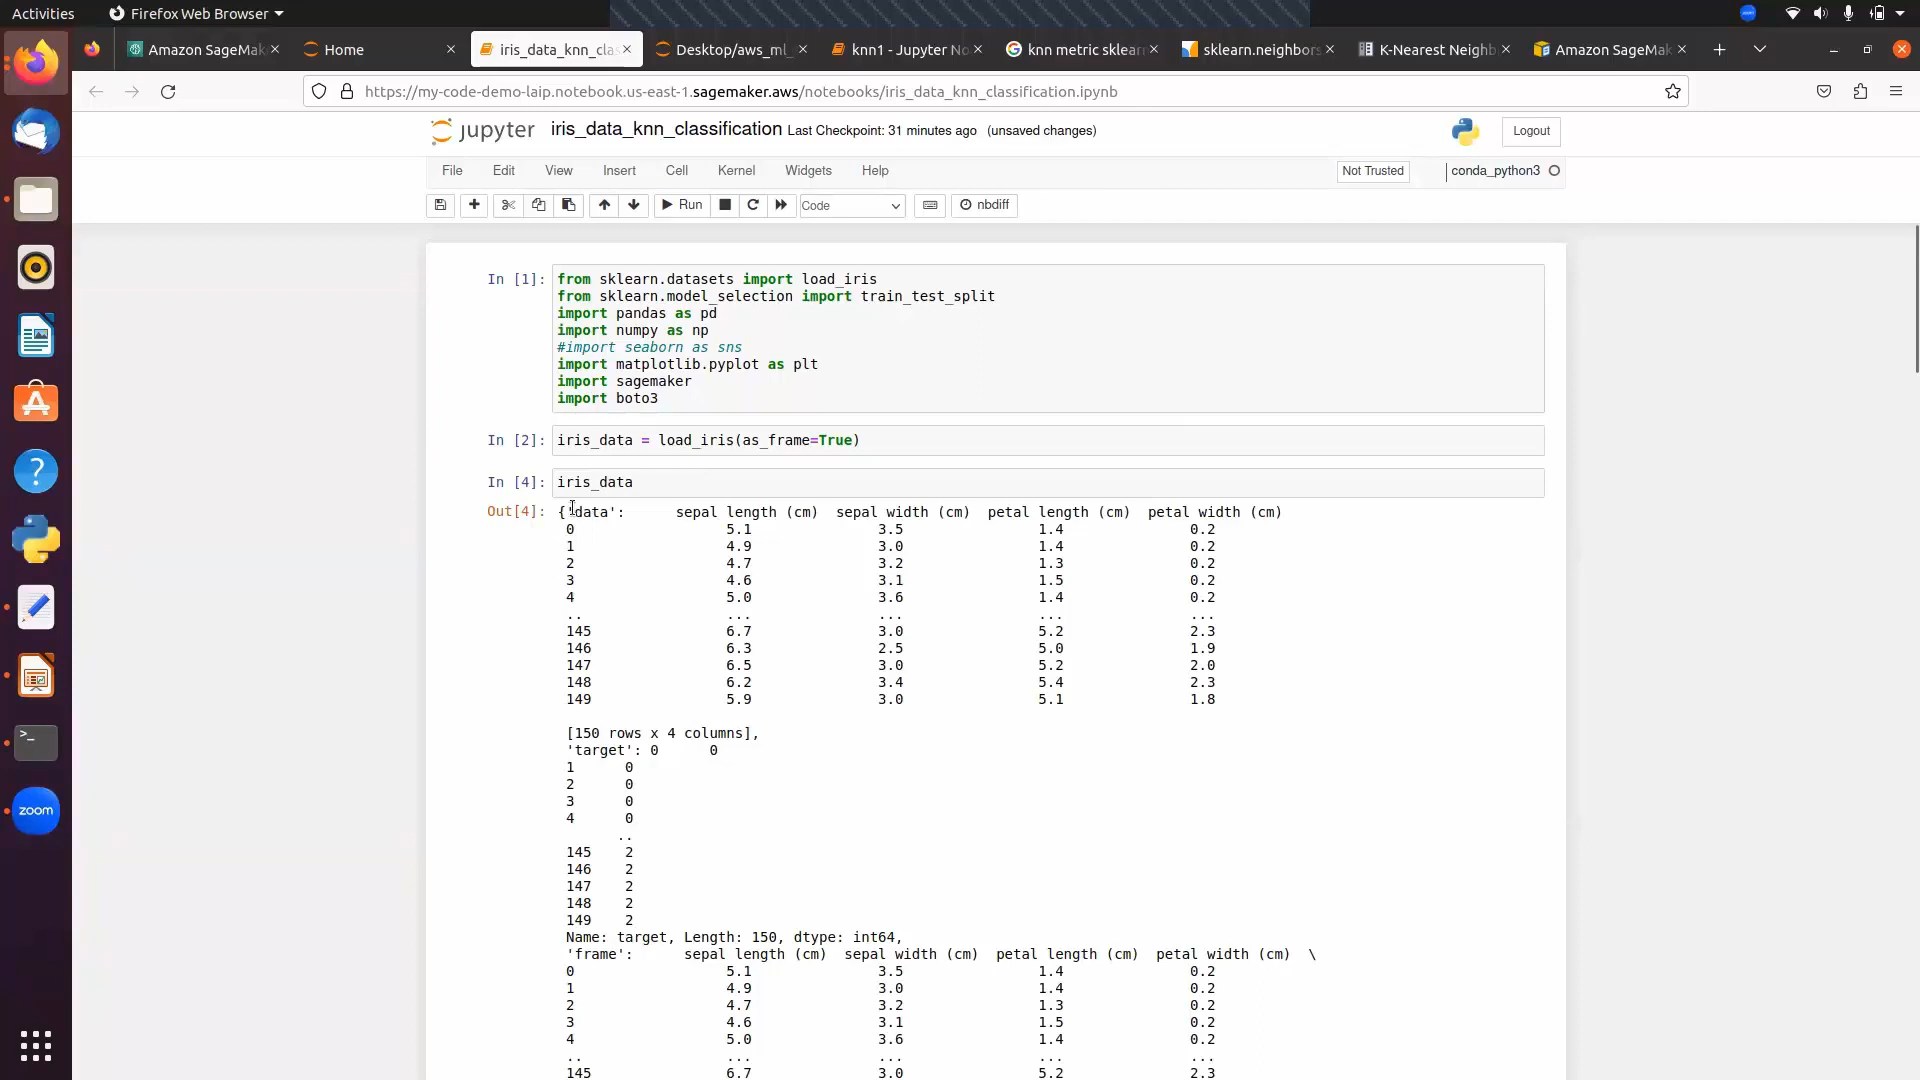 Activities
Firefox Web Browser
Amazon SageMak
Home
iris_data_knn_clas
Desktop/aws_ml_
knn1 - Jupyter No
knn metric sklearn
sklearn.neighbors
K-Nearest Neighb
Amazon SageMak
https://my-code-demo-laip.notebook.us-east-1.sagemaker.aws/notebooks/iris_data_knn_classification.ipynb
jupyter iris_data_knn_classification Last Checkpoint: 31 minutes ago (unsaved changes)
Logout
File Edit View Insert Cell Kernel Widgets Help
Not Trusted
conda_python3
Run
Code
nbdiff
In [1]: from sklearn.datasets import load_iris
from sklearn.model_selection import train_test_split
import pandas as pd
import numpy as np
#import seaborn as sns
import matplotlib.pyplot as plt
import sagemaker
import boto3
In [2]: iris_data = load_iris(as_frame=True)
In [4]: iris_data
Out[4]: {'data': sepal length (cm) sepal width (cm) petal length (cm) petal width (cm)
0 5.1 3.5 1.4 0.2
1 4.9 3.0 1.4 0.2
2 4.7 3.2 1.3 0.2
3 4.6 3.1 1.5 0.2
4 5.0 3.6 1.4 0.2
.. ... ... ... ...
145 6.7 3.0 5.2 2.3
146 6.3 2.5 5.0 1.9
147 6.5 3.0 5.2 2.0
148 6.2 3.4 5.4 2.3
149 5.9 3.0 5.1 1.8
[150 rows x 4 columns],
'target': 0 0
1 0
2 0
3 0
4 0
..
145 2
146 2
147 2
148 2
149 2
Name: target, Length: 150, dtype: int64,
'frame': sepal length (cm) sepal width (cm) petal length (cm) petal width (cm) \
0 5.1 3.5 1.4 0.2
1 4.9 3.0 1.4 0.2
2 4.7 3.2 1.3 0.2
3 4.6 3.1 1.5 0.2
4 5.0 3.6 1.4 0.2
.. ... ... ... ...
145 6.7 3.0 5.2 2.3
zoom